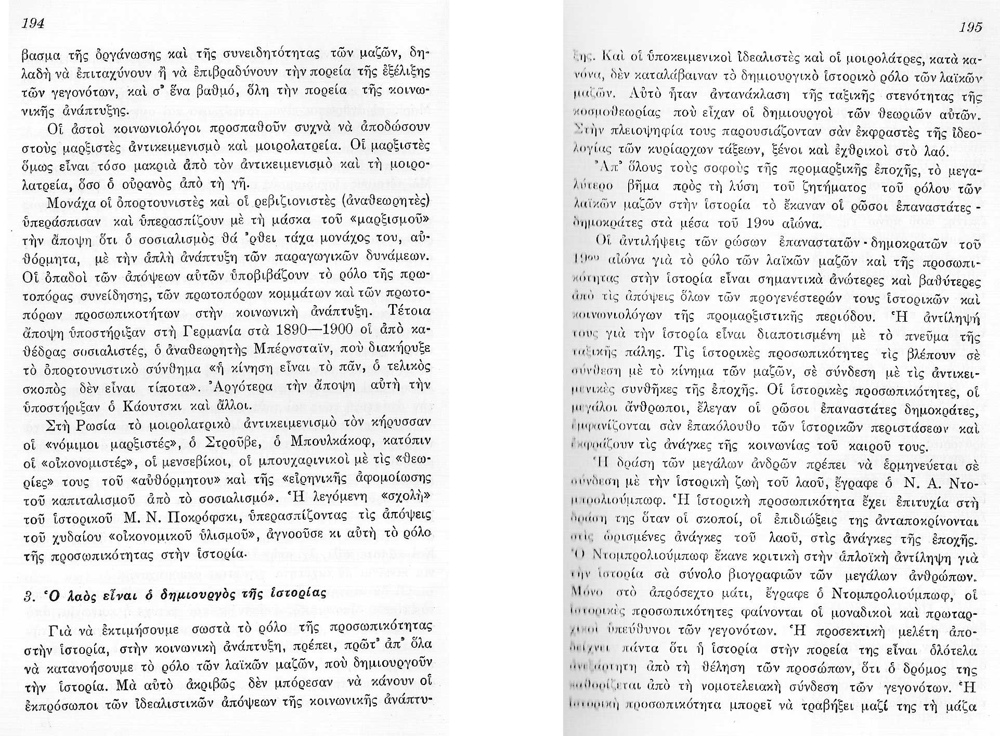 194
βασμα τῆς ὀργάνωσης καὶ τῆς συνειδητότητας τῶν μαζῶν, δη-
λαδὴ νὰ ἐπιταχύνουν ἢ νὰ ἐπιβραδύνουν τὴν πορεία τῆς ἐξέλιξης
τῶν γεγονότων, καὶ σ’ ἕνα βαθμό, ὅλη τὴν πορεία τῆς κοινω-
νικῆς ἀνάπτυξης.
Οἱ ἀστοὶ κοινωνιολόγοι προσπαθοῦν συχνὰ νὰ ἀποδώσουν
στοὺς μαρξιστὲς ἀντικειμενισμὸ καὶ μοιρολατρεία. Οἱ μαρξιστὲς
ὅμως εἶναι τόσο μακριὰ ἀπὸ τὸν ἀντικειμενισμὸ καὶ τὴ μοιρο-
λατρεία, ὅσο ὁ οὐρανὸς ἀπὸ τὴ γῆ.
Μονάχα οἱ ὀπορτουνιστὲς καὶ οἱ ρεβιζιονιστὲς (ἀναθεωρητὲς)
ὑπεράσπισαν καὶ ὑπερασπίζουν μὲ τὴ μάσκα τοῦ «μαρξισμοῦ»
τὴν ἄποψη ὅτι ὁ σοσιαλισμὸς θά ’ρθει τάχα μονάχος του, αὐ-
θόρμητα, μὲ τὴν ἁπλὴ ἀνάπτυξη τῶν παραγωγικῶν δυνάμεων.
Οἱ ὀπαδοὶ τῶν ἀπόψεων αὐτῶν ὑποβιβάζουν τὸ ρόλο τῆς πρω-
τοπόρας συνείδησης, τῶν πρωτοπόρων κομμάτων καὶ τῶν πρωτο-
πόρων προσωπικοτήτων στὴν κοινωνικὴ ἀνάπτυξη. Τέτοια
ἄποψη ὑποστήριξαν στὴ Γερμανία στὰ 1890—1900 οἱ ἀπὸ κα-
θέδρας σοσιαλιστές, ὁ ἀναθεωρητὴς Μπέρνσταϊν, ποὺ διακήρυξε
τὸ ὀπορτουνιστικὸ σύνθημα «ἡ κίνηση εἶναι τὸ πᾶν, ὁ τελικὸς
σκοπὸς δὲν εἶναι τίποτα». Ἀργότερα τὴν ἄποψη αὐτὴ τὴν
ὑποστήριξαν ὁ Κάουτσκι καὶ ἄλλοι.
Στὴ Ρωσία τὸ μοιρολατρικὸ ἀντικειμενισμὸ τὸν κήρυσσαν
οἱ «νόμιμοι μαρξιστές», ὁ Στροῦβε, ὁ Μπουλκάκοφ, κατόπιν
οἱ «οἰκονομιστές», οἱ μενσεβίκοι, οἱ μπουχαρινικοὶ μὲ τὶς «θεω-
ρίες» τους τοῦ «αὐθόρμητου» καὶ τῆς «εἰρηνικῆς ἀφομοίωσης
τοῦ καπιταλισμοῦ ἀπὸ τὸ σοσιαλισμό». Ἡ λεγόμενη «σχολὴ»
τοῦ ἱστορικοῦ Μ. Ν. Ποκρόφσκι, ὑπερασπίζοντας τὶς ἀπόψεις
τοῦ χυδαίου «οἰκονομικοῦ ὑλισμοῦ», ἀγνοοῦσε κι αὐτὴ τὸ ρόλο
τῆς προσωπικότητας στὴν ἱστορία.
3. Ὁ λαὸς εἶναι ὁ δημιουργὸς τῆς ἱστορίας
Γιὰ νὰ ἐκτιμήσουμε σωστὰ τὸ ρόλο τῆς προσωπικότητας
στὴν ἱστορία, στὴν κοινωνικὴ ἀνάπτυξη, πρέπει, πρῶτ’ ἀπ’ ὅλα
νὰ κατανοήσουμε τὸ ρόλο τῶν λαϊκῶν μαζῶν, ποὺ δημιουργοῦν
τὴν ἱστορία. Μὰ αὐτὸ ἀκριβῶς δὲν μπόρεσαν νὰ κάνουν οἱ
ἐκπρόσωποι τῶν ἰδεαλιστικῶν ἀπόψεων τῆς κοινωνικῆς ἀνάπτυ-
195
ξης. Καὶ οἱ ὑποκειμενικοὶ ἰδεαλιστὲς καὶ οἱ μοιρολάτρες, κατὰ κα-
νόνα, δὲν καταλάβαιναν τὸ δημιουργικὸ ἱστορικὸ ρόλο τῶν λαϊκῶν
μαζῶν. Αὐτὸ ἦταν ἀντανάκλαση τῆς ταξικῆς στενότητας τῆς
κοσμοθεωρίας ποὺ εἶχαν οἱ δημιουργοὶ τῶν θεωριῶν αὐτῶν.
Στὴν πλειοψηφία τους παρουσιάζονταν σὰν ἐκφραστὲς τῆς ἰδεο-
λογίας τῶν κυρίαρχων τάξεων, ξένοι καὶ ἐχθρικοὶ στὸ λαό.
Ἀπ’ ὅλους τοὺς σοφοὺς τῆς προμαρξικῆς ἐποχῆς, τὸ μεγα-
λύτερο βῆμα πρὸς τὴ λύση τοῦ ζητήματος τοῦ ρόλου τῶν
λαϊκῶν μαζῶν στὴν ἱστορία τὸ ἔκαναν οἱ ρῶσοι ἐπαναστάτες -
δημοκράτες στὰ μέσα τοῦ 19ου αἰώνα.
Οἱ ἀντιλήψεις τῶν ρώσων ἐπαναστατῶν - δημοκρατῶν τοῦ
19ου αἰώνα γιὰ τὸ ρόλο τῶν λαϊκῶν μαζῶν καὶ τῆς προσωπι-
κότητας στὴν ἱστορία εἶναι σημαντικὰ ἀνώτερες καὶ βαθύτερες
ἀπὸ τὶς ἀπόψεις ὅλων τῶν προγενέστερών τους ἱστορικῶν καὶ
κοινωνιολόγων τῆς προμαρξιστικῆς περιόδου. Ἡ ἀντίληψή
τους γιὰ τὴν ἱστορία εἶναι διαποτισμένη μὲ τὸ πνεῦμα τῆς
ταξικῆς πάλης. Τὶς ἱστορικὲς προσωπικότητες τὶς βλέπουν σὲ
σύνθεση μὲ τὸ κίνημα τῶν μαζῶν, σὲ σύνδεση μὲ τὶς ἀντικει-
μενικὲς συνθῆκες τῆς ἐποχῆς. Οἱ ἱστορικὲς προσωπικότητες, οἱ
μεγάλοι ἄνθρωποι, ἔλεγαν οἱ ρῶσοι ἐπαναστάτες δημοκράτες,
ἐμφανίζονται σὰν ἐπακόλουθο τῶν ἱστορικῶν περιστάσεων καὶ
ἐκφράζουν τὶς ἀνάγκες τῆς κοινωνίας τοῦ καιροῦ τους.
Ἡ δράση τῶν μεγάλων ἀνδρῶν πρέπει νὰ ἑρμηνεύεται σὲ
σύνδεση μὲ τὴν ἱστορικὴ ζωὴ τοῦ λαοῦ, ἔγραφε ὁ Ν. Α. Ντο-
μπρολιούμπωφ. Ἡ ἱστορικὴ προσωπικότητα ἔχει ἐπιτυχία στὴ
δράση της ὅταν οἱ σκοποί, οἱ ἐπιδιώξεις της ἀνταποκρίνονται
στὶς ὡρισμένες ἀνάγκες τοῦ λαοῦ, στὶς ἀνάγκες τῆς ἐποχῆς.
Ὁ Ντομπρολιούμπωφ ἔκανε κριτικὴ στὴν ἁπλοϊκὴ ἀντίληψη γιὰ
τὴν ἱστορία σὰ σύνολο βιογραφιῶν τῶν μεγάλων ἀνθρώπων.
Μόνο στὸ ἀπρόσεχτο μάτι, ἔγραφε ὁ Ντομπρολιούμπωφ, οἱ
ἱστορικὲς προσωπικότητες φαίνονται οἱ μοναδικοὶ καὶ πρωταρ-
χικοὶ ὑπεύθυνοι τῶν γεγονότων. Ἡ προσεκτικὴ μελέτη ἀπο-
δείχνει πάντα ὅτι ἡ ἱστορία στὴν πορεία της εἶναι ὁλότελα
ἀνεξάρτητη ἀπὸ τὴ θέληση τῶν προσώπων, ὅτι ὁ δρόμος της
καθορίζεται ἀπὸ τὴ νομοτελειακὴ σύνδεση τῶν γεγονότων. Ἡ
ἱστορικὴ προσωπικότητα μπορεῖ νὰ τραβήξει μαζί της τὴ μάζα